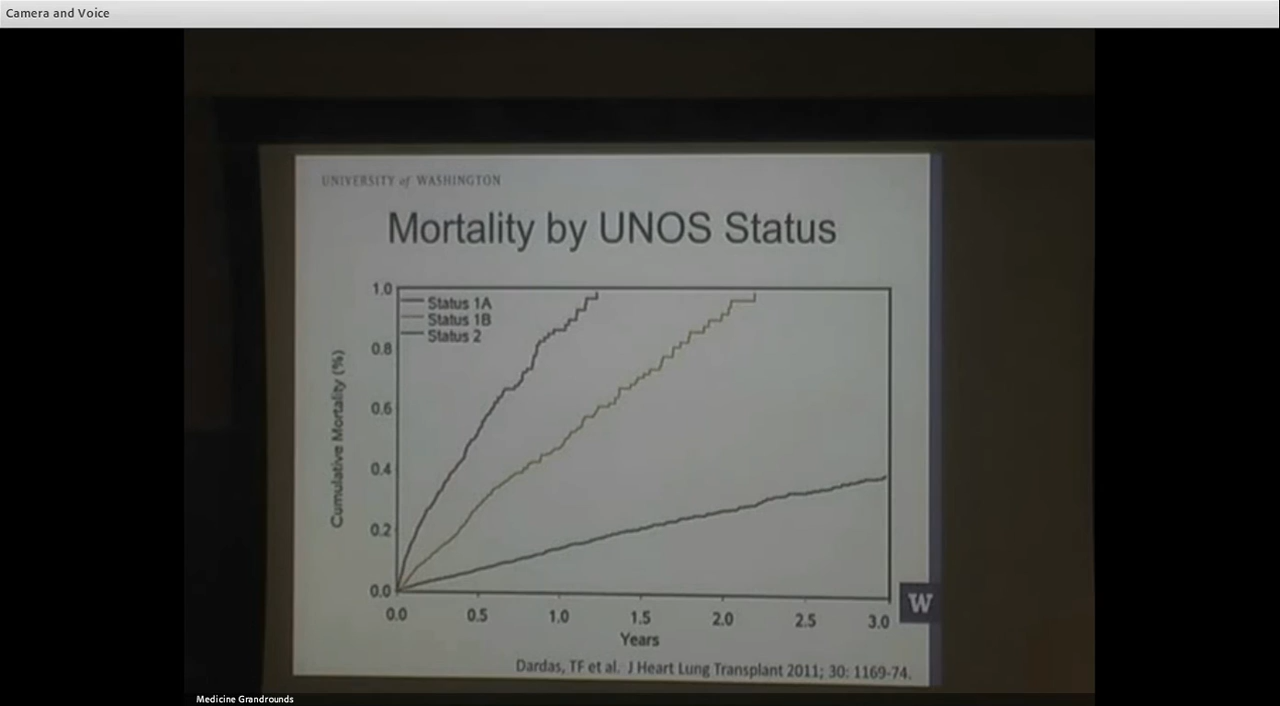 Camera and Voice
UNIVERSITY of WASHINGTON
Mortality by UNOS Status
1.0
Status 1A
Status 1B
Status 2
0.8
0.6
0.4
0.2
0.0
Cumulative Mortality (%)
0.0 0.5 1.0 1.5 2.0 2.5 3.0
Years
W
Dardas, TF et al. J Heart Lung Transplant 2011; 30: 1169-74.
Medicine Grandrounds